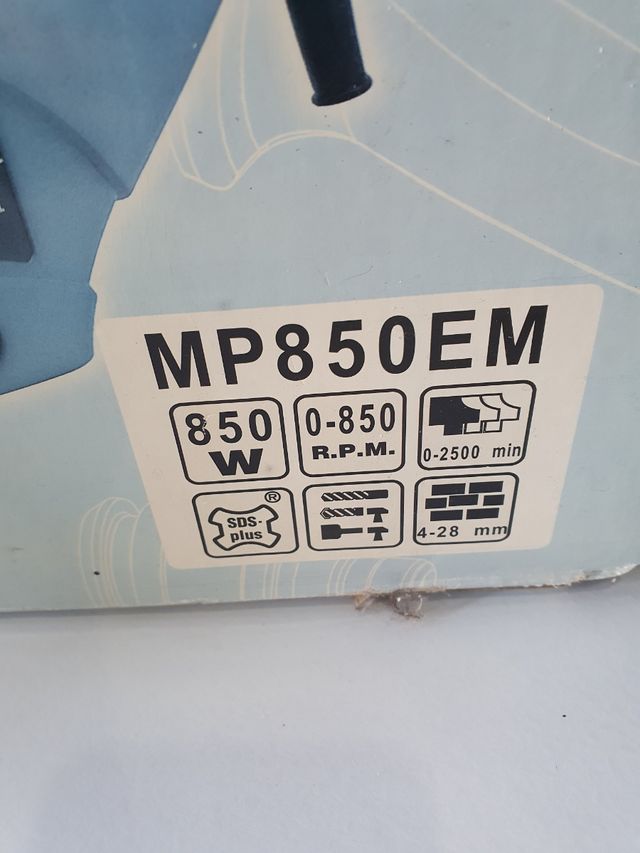 MP850EM
850
W
0-850
R.P.M.
0-2500 min
®
SDS-
plus
4-28 mm